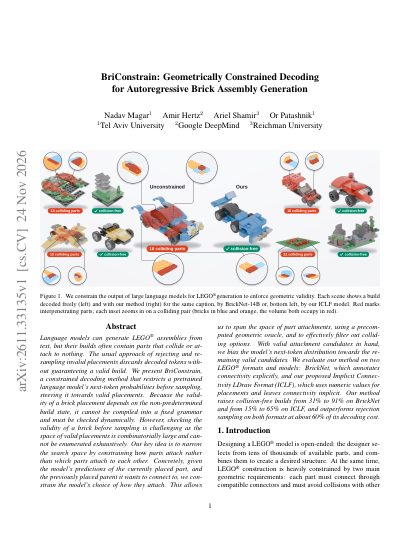 BriConstrain: Geometrically Constrained Decoding
for Autoregressive Brick Assembly Generation
Nadav Magar¹ Amir Hertz² Ariel Shamir³ Or Patashnik¹
¹Tel Aviv University ²Google DeepMind ³Reichman University
arXiv:2611.33135v1 [cs.CV] 24 Nov 2026
Unconstrained
Ours
colliding parts
✓ collision-free
colliding parts
✓ collision-free
colliding parts
✓ collision-free
colliding parts
✓ collision-free
colliding parts
✓ collision-free
Figure 1. We constrain the output of large language models for LEGO® generation to enforce geometric validity. Each scene shows a build
decoded freely (left) and with our method (right) for the same caption, by BrickNet-14B or, bottom left, by our ICLF model. Red marks
interpenetrating parts; each inset zooms in on a colliding pair (bricks in blue and orange, the volume both occupy in red).
Abstract
Language models can generate LEGO® assemblies from
text, but their builds often contain parts that collide or at-
tach to nothing. The usual approach of rejecting and re-
sampling invalid placements discards decoded tokens with-
out guaranteeing a valid build. We present BriConstrain,
a constrained decoding method that restricts a pretrained
language model's next-token probabilities before sampling,
steering it towards valid placements. Because the valid-
ity of a brick placement depends on the non-predetermined
build state, it cannot be compiled into a fixed grammar
and must be checked dynamically. However, checking the
validity of a brick before sampling is challenging as the
space of valid placements is combinatorially large and can-
not be enumerated exhaustively. Our key idea is to narrow
the search space by constraining how parts attach rather
than which parts attach to each other. Concretely, given
the model's predictions of the currently placed part, and
the previously placed parent it wants to connect to, we con-
strain the model's choice of how they attach. This allows
us to span the space of part attachments, using a precom-
puted geometric oracle, and to effectively filter out collid-
ing options. With valid attachment candidates in hand,
we bias the model's next-token distribution towards the re-
maining valid candidates. We evaluate our method on two
LEGO® formats and models: BrickNet, which annotates
connectivity explicitly, and our proposed Implicit Connec-
tivity LDraw Format (ICLF), which uses numeric values for
placements and leaves connectivity implicit. Our method
raises collision-free builds from 31% to 91% on BrickNet
and from 15% to 65% on ICLF, and outperforms rejection
sampling on both formats at about 60% of its decoding cost.
1. Introduction
Designing a LEGO® model is open-ended: the designer se-
lects from tens of thousands of available parts, and com-
bines them to create a desired structure. At the same time,
LEGO® construction is heavily constrained by two main
geometric requirements: each part must connect through
compatible connectors and must avoid collisions with other
1